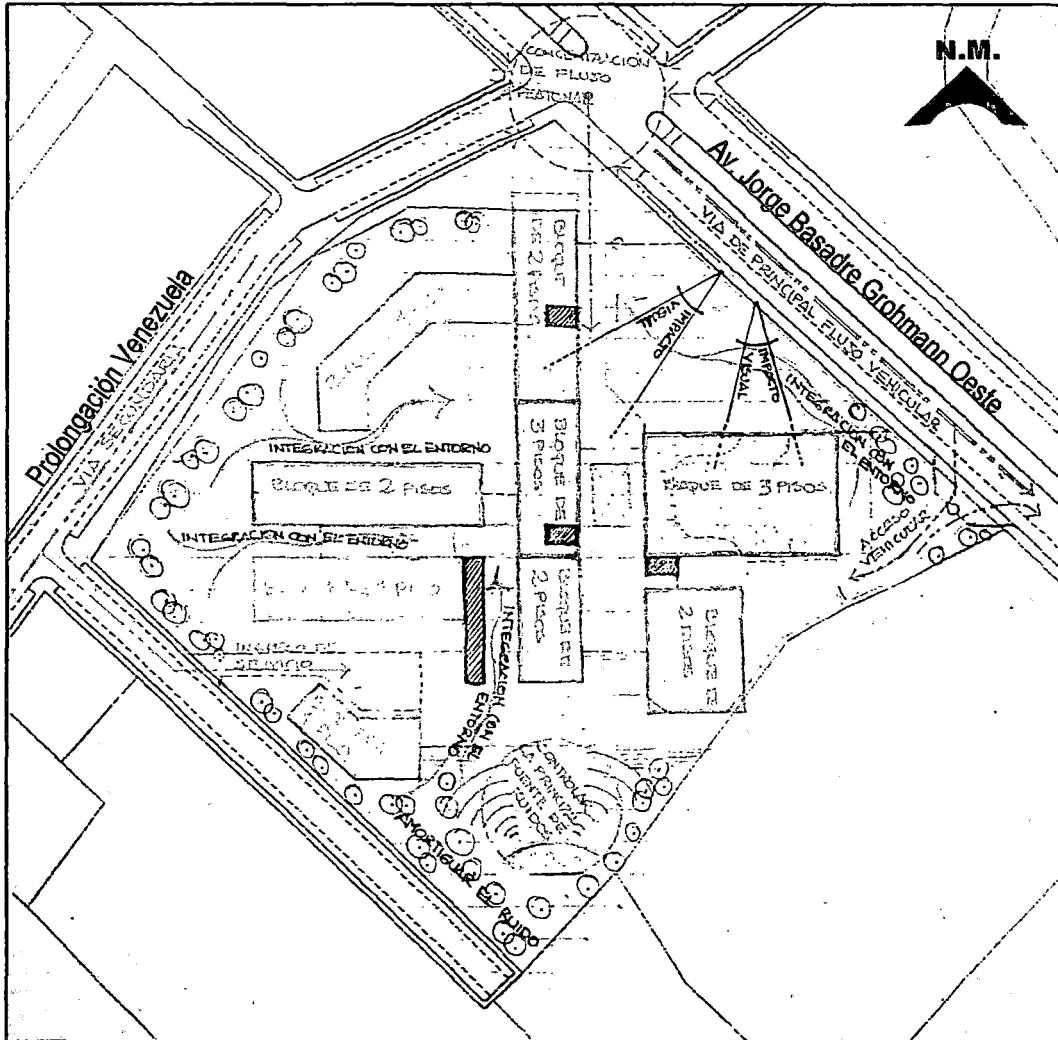 CONCENTRACION
DE FLUJO
PEATONAL
N.M.
Av. Jorge Basadre Grohmann Oeste
VIA DE PRINCIPAL FLUJO VEHICULAR
Prolongación Venezuela
VIA SECUNDARIA
BLOQUE
DE 2 PISOS
IMPACTO
VISUAL
IMPACTO
VISUAL
INTEGRACION CON
EL ENTORNO
INTEGRACION CON EL ENTORNO
BLOQUE DE 2 PISOS
BLOQUE DE
3 PISOS
BLOQUE DE 3 PISOS
ACCESO
VEHICULAR
INTEGRACION CON EL ENTORNO
BLOQUE DE
2 PISOS
BLOQUE DE
2 PISOS
INGRESO DE
SERVICIO
INTEGRACION CON EL
ENTORNO
CONTROLAR
LA PRINCIPAL
FUENTE DE
RUIDOS
AMORTIGUAR EL RUIDO